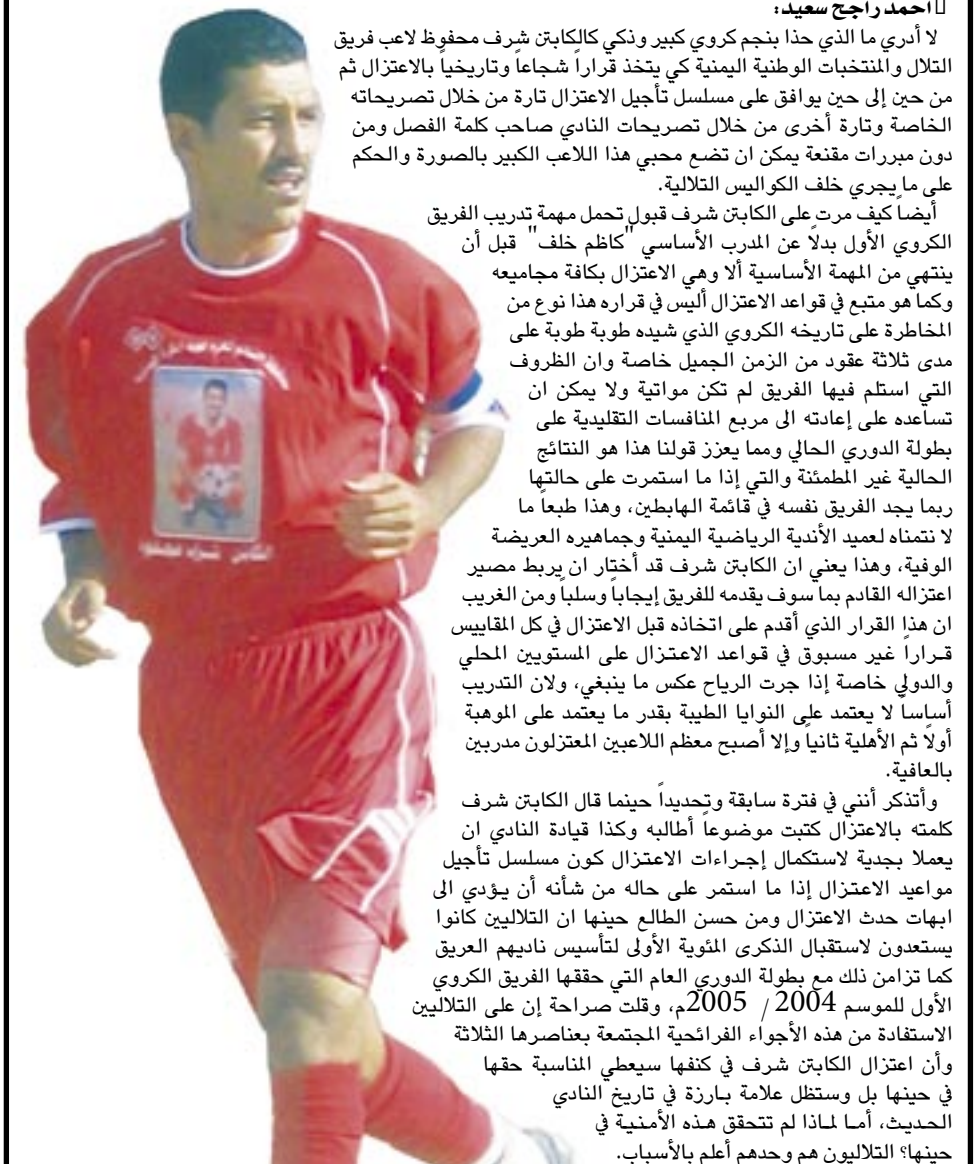 احمد راجح سعيد:
لا أدري ما الذي حذا بنجم كروي كبير وذكي كالكابتن شرف محفوظ لاعب فريق
التلال والمنتخبات الوطنية اليمنية كي يتخذ قراراً شجاعاً وتاريخياً بالاعتزال ثم
من حين إلى حين يوافق على مسلسل تأجيل الاعتزال تارة من خلال تصريحاته
الخاصة وتارة أخرى من خلال تصريحات النادي صاحب كلمة الفصل ومن
دون مبررات مقنعة يمكن ان تضع محبي هذا اللاعب الكبير بالصورة والحكم
على ما يجري خلف الكواليس التلالية.
أيضاً كيف مرت على الكابتن شرف قبول تحمل مهمة تدريب الفريق
الكروي الأول بدلاً عن المدرب الأساسي "كاظم خلف" قبل أن
ينتهي من المهمة الأساسية ألا وهي الاعتزال بكافة مجاميعه
وكما هو متبع في قواعد الاعتزال أليس في قراره هذا نوع من
المخاطرة على تاريخه الكروي الذي شيده طوبة طوبة على
مدى ثلاثة عقود من الزمن الجميل خاصة وان الظروف
التي استلم فيها الفريق لم تكن مواتية ولا يمكن ان
تساعده على إعادته الى مربع المنافسات التقليدية على
بطولة الدوري الحالي ومما يعزز قولنا هذا هو النتائج
الحالية غير المطمئنة والتي إذا ما استمرت على حالتها
ربما يجد الفريق نفسه في قائمة الهابطين، وهذا طبعاً ما
لا نتمناه لعميد الأندية الرياضية اليمنية وجماهيره العريضة
الوفية، وهذا يعني ان الكابتن شرف قد أختار ان يربط مصير
اعتزاله القادم بما سوف يقدمه للفريق إيجاباً وسلباً ومن الغريب
ان هذا القرار الذي أقدم على اتخاذه قبل الاعتزال في كل المقاييس
قراراً غير مسبوق في قواعد الاعتزال على المستويين المحلي
والدولي خاصة إذا جرت الرياح عكس ما ينبغي، ولان التدريب
أساساً لا يعتمد على النوايا الطيبة بقدر ما يعتمد على الموهبة
أولاً ثم الأهلية ثانياً وإلا أصبح معظم اللاعبين المعتزلون مدربين
بالعافية.
وأتذكر أنني في فترة سابقة وتحديداً حينما قال الكابتن شرف
كلمته بالاعتزال كتبت موضوعاً أطالبه وكذا قيادة النادي ان
يعملا بجدية لاستكمال إجراءات الاعتزال كون مسلسل تأجيل
مواعيد الاعتزال إذا ما استمر على حاله من شأنه أن يؤدي الى
ابهات حدث الاعتزال ومن حسن الطالع حينها ان التلاليين كانوا
يستعدون لاستقبال الذكرى المئوية الأولى لتأسيس ناديهم العريق
كما تزامن ذلك مع بطولة الدوري العام التي حققها الفريق الكروي
الأول للموسم 2004 / 2005م، وقلت صراحة إن على التلاليين
الاستفادة من هذه الأجواء الفرائحية المجتمعة بعناصرها الثلاثة
وأن اعتزال الكابتن شرف في كنفها سيعطي المناسبة حقها
في حينها بل وستظل علامة بارزة في تاريخ النادي
الحديث، أما لماذا لم تتحقق هذه الأمنية في
حينها؟ التلاليون هم وحدهم أعلم بالأسباب.
الكابتن شرف محفوظ